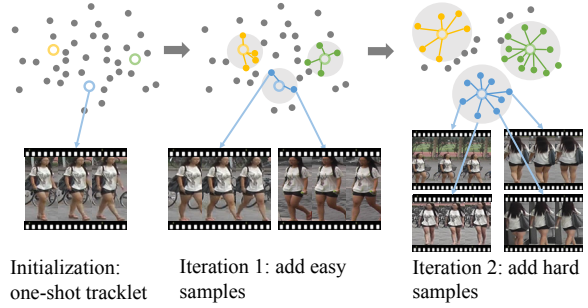 Initialization:
one-shot tracklet
Iteration 1: add easy
samples
Iteration 2: add hard
samples